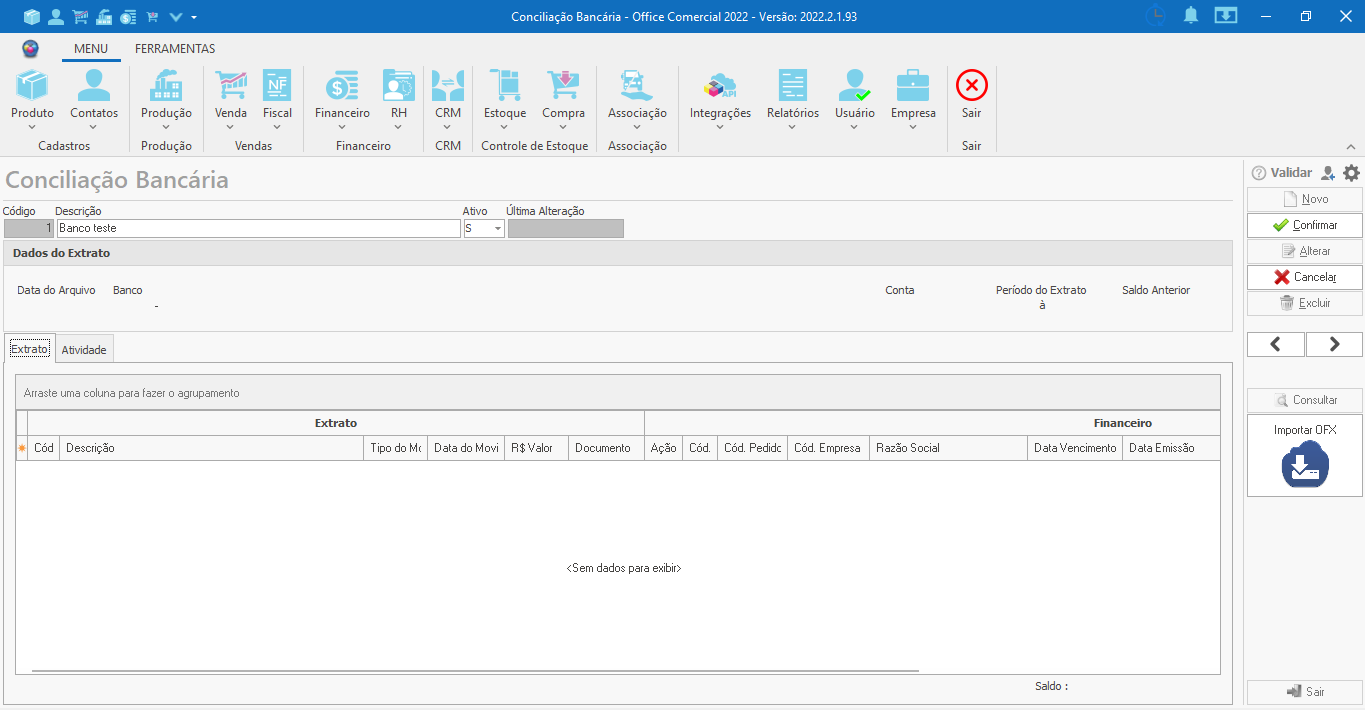 Conciliação Bancária - Office Comercial 2022 - Versão: 2022.2.1.93
MENU FERRAMENTAS
Produto Contatos Produção Venda Fiscal Financeiro RH CRM Estoque Compra Associação Integrações Relatórios Usuário Empresa Sair
Cadastros Produção Vendas Financeiro CRM Controle de Estoque Associação Sair
Conciliação Bancária
Validar
Código Descrição Ativo Última Alteração
1 Banco teste S
Novo
Confirmar
Alterar
Cancelar
Excluir
Dados do Extrato
Data do Arquivo Banco Conta Período do Extrato Saldo Anterior
- à
Extrato Atividade
Arraste uma coluna para fazer o agrupamento
Extrato Financeiro
Cód Descrição Tipo do Mo Data do Movi R$ Valor Documento Ação Cód. Cód. Pedido Cód. Empresa Razão Social Data Vencimento Data Emissão
<Sem dados para exibir>
Saldo :
Consultar
Importar OFX
Sair